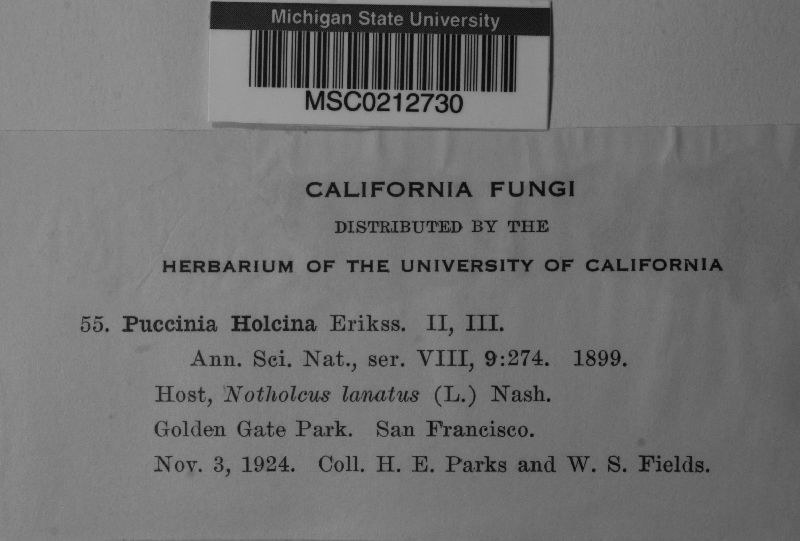 Michigan State University
MSC0212730
CALIFORNIA FUNGI
DISTRIBUTED BY THE
HERBARIUM OF THE UNIVERSITY OF CALIFORNIA
55. Puccinia Holcina Erikss. II, III.
Ann. Sci. Nat., ser. VIII, 9:274. 1899.
Host, Notholcus lanatus (L.) Nash.
Golden Gate Park. San Francisco.
Nov. 3, 1924. Coll. H. E. Parks and W. S. Fields.